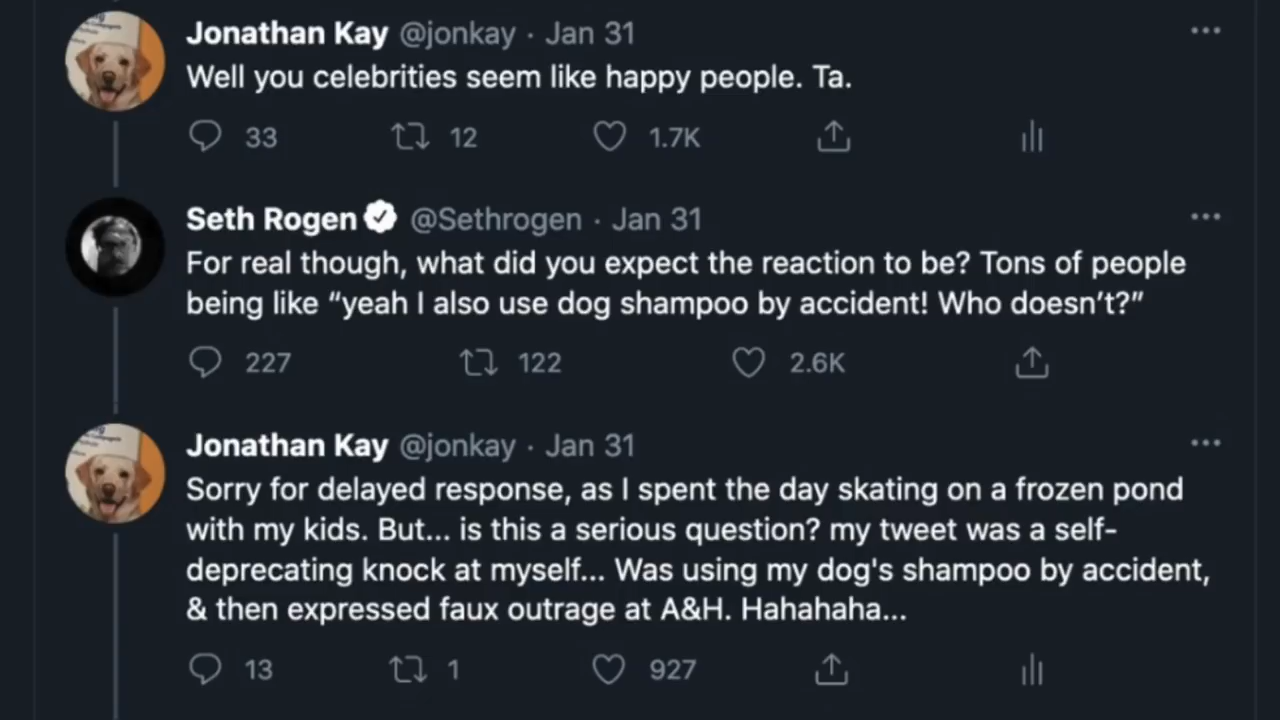 Jonathan Kay @jonkay · Jan 31
Well you celebrities seem like happy people. Ta.
33 12 1.7K
Seth Rogen @Sethrogen · Jan 31
For real though, what did you expect the reaction to be? Tons of people
being like “yeah I also use dog shampoo by accident! Who doesn’t?”
227 122 2.6K
Jonathan Kay @jonkay · Jan 31
Sorry for delayed response, as I spent the day skating on a frozen pond
with my kids. But... is this a serious question? my tweet was a self-
deprecating knock at myself... Was using my dog's shampoo by accident,
& then expressed faux outrage at A&H. Hahahaha...
13 1 927